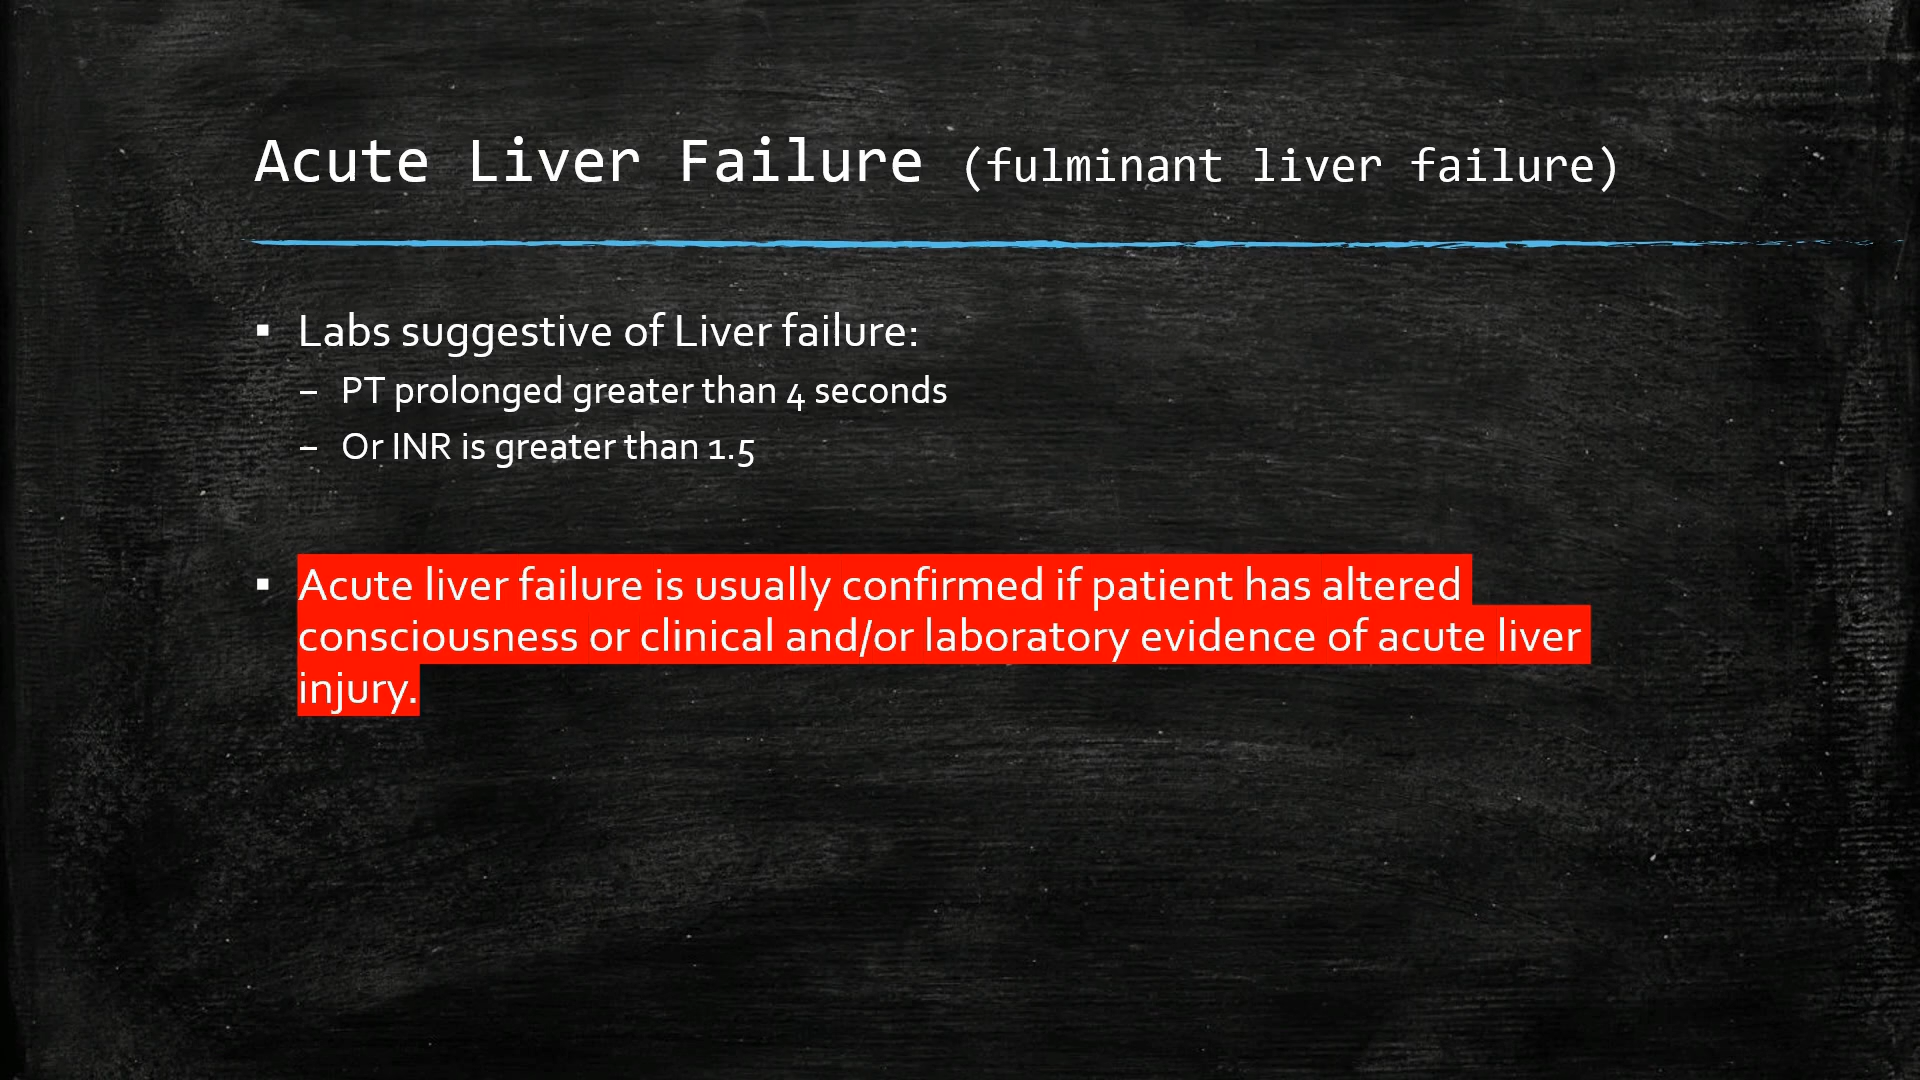 Acute Liver Failure (fulminant liver failure)
▪ Labs suggestive of Liver failure:
– PT prolonged greater than 4 seconds
– Or INR is greater than 1.5
▪ Acute liver failure is usually confirmed if patient has altered
consciousness or clinical and/or laboratory evidence of acute liver
injury.